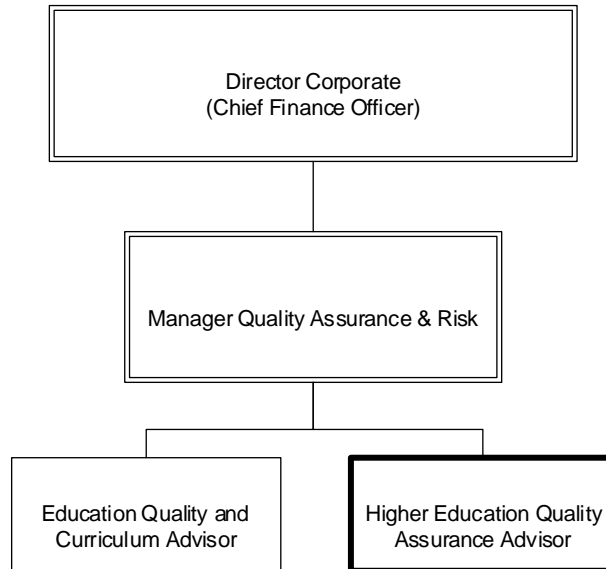 Director Corporate
(Chief Finance Officer)
Manager Quality Assurance & Risk
Education Quality and
Curriculum Advisor
Higher Education Quality
Assurance Advisor